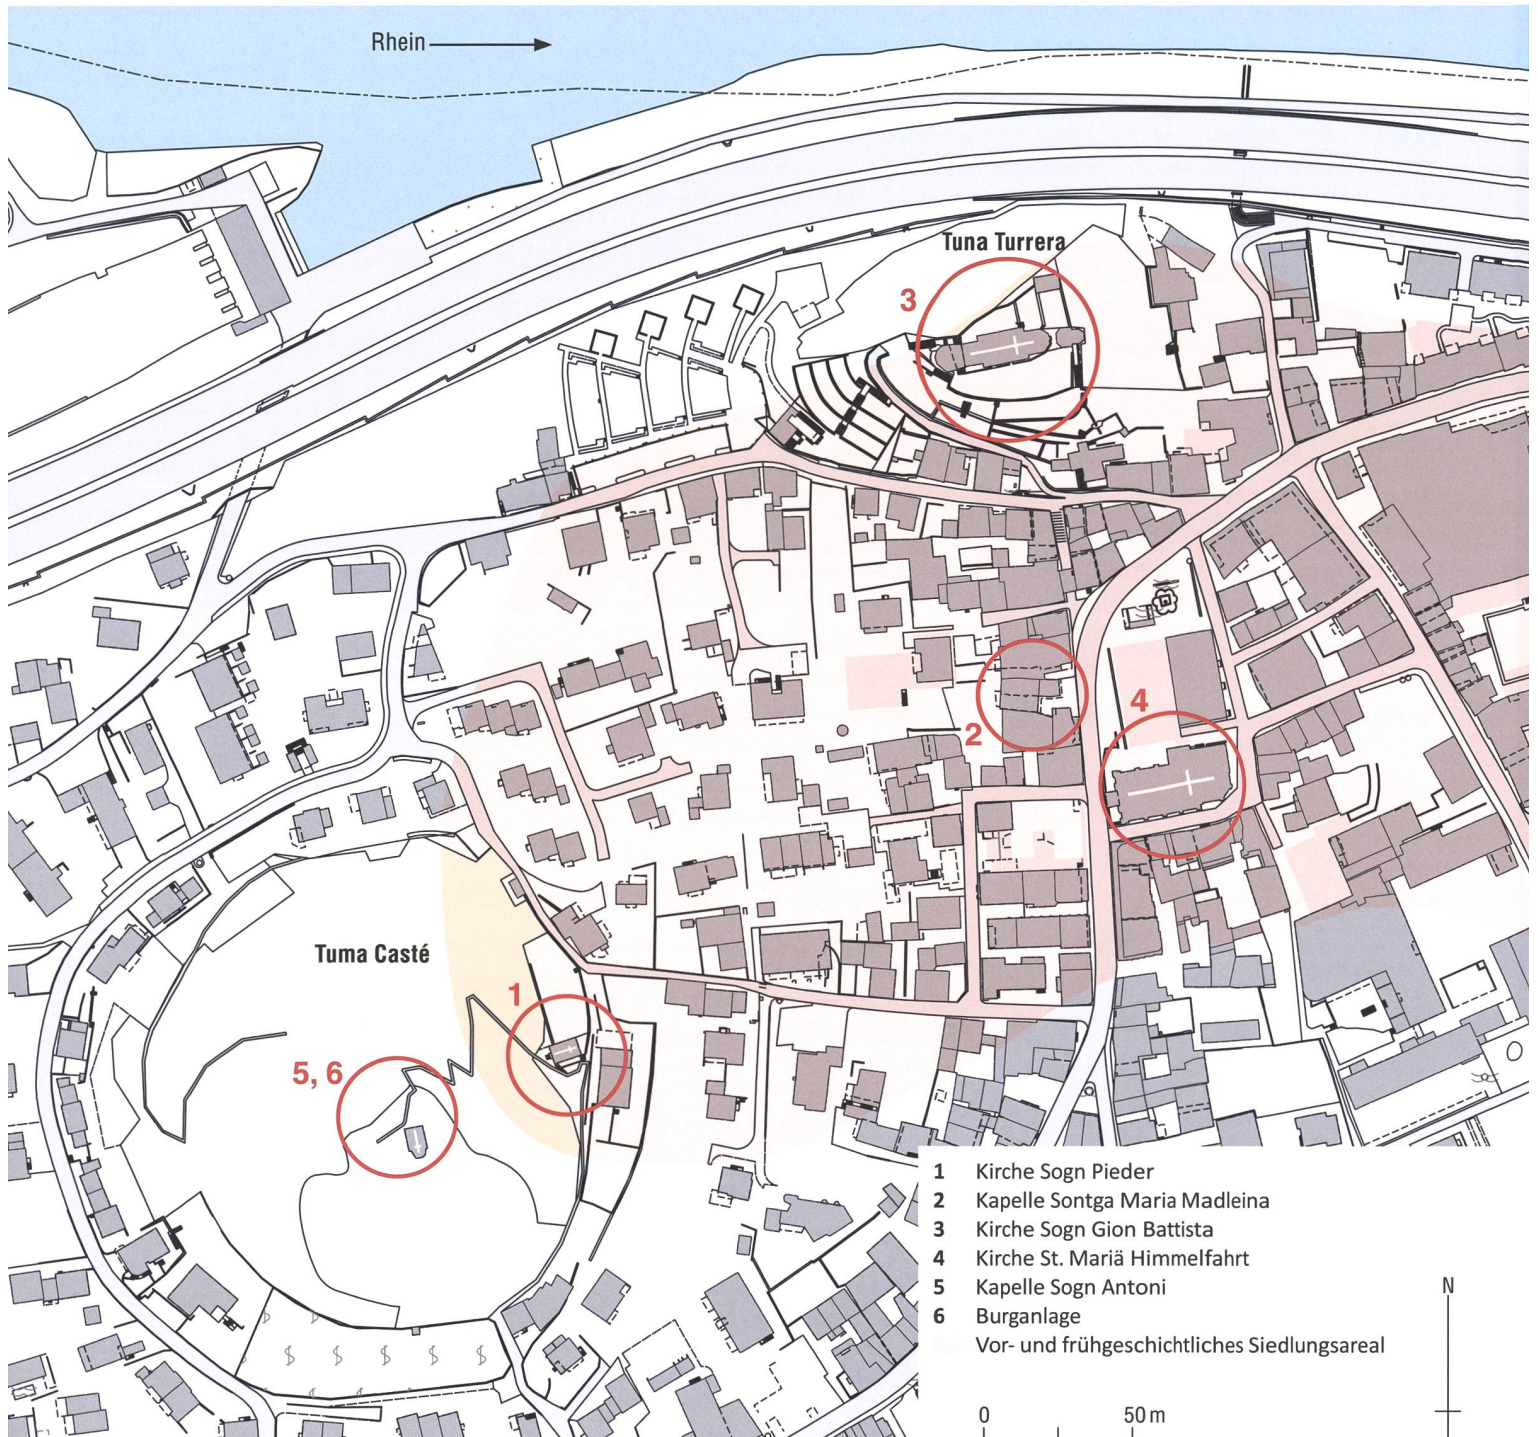 Rhein
Tuna Turrera
3
2
4
Tuma Casté
1
5, 6
1 Kirche Sogn Pieder
2 Kapelle Sontga Maria Madleina
3 Kirche Sogn Gion Battista
4 Kirche St. Mariä Himmelfahrt
5 Kapelle Sogn Antoni
6 Burganlage
Vor- und frühgeschichtliches Siedlungsareal
N
0 50 m